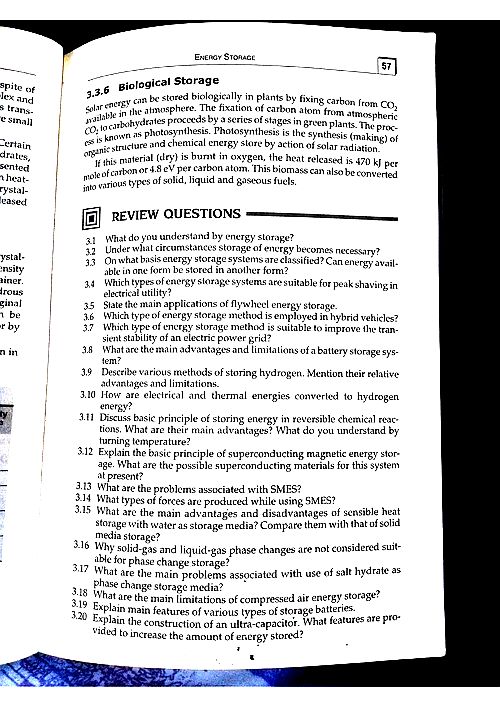 spite of
lex and
s trans-
e small
Certain
drates,
sented
n heat-
rystal-
leased
rystal-
ensity
ainer.
drous
ginal
n be
r by
n in
ENERGY STORAGE
57
3.3.6 Biological Storage
Solar energy can be stored biologically in plants by fixing carbon from CO2
available in the atmosphere. The fixation of carbon atom from atmospheric
CO2 to carbohydrates proceeds by a series of stages in green plants. The proc-
ess is known as photosynthesis. Photosynthesis is the synthesis (making) of
organic structure and chemical energy store by action of solar radiation.
If this material (dry) is burnt in oxygen, the heat released is 470 kJ per
mole of carbon or 4.8 eV per carbon atom. This biomass can also be converted
into various types of solid, liquid and gaseous fuels.
REVIEW QUESTIONS
3.1 What do you understand by energy storage?
3.2 Under what circumstances storage of energy becomes necessary?
3.3 On what basis energy storage systems are classified? Can energy avail-
able in one form be stored in another form?
3.4 Which types of energy storage systems are suitable for peak shaving in
electrical utility?
3.5 State the main applications of flywheel energy storage.
3.6 Which type of energy storage method is employed in hybrid vehicles?
3.7 Which type of energy storage method is suitable to improve the tran-
sient stability of an electric power grid?
3.8 What are the main advantages and limitations of a battery storage sys-
tem?
3.9 Describe various methods of storing hydrogen. Mention their relative
advantages and limitations.
3.10 How are electrical and thermal energies converted to hydrogen
energy?
3.11 Discuss basic principle of storing energy in reversible chemical reac-
tions. What are their main advantages? What do you understand by
turning temperature?
3.12 Explain the basic principle of superconducting magnetic energy stor-
age. What are the possible superconducting materials for this system
at present?
3.13 What are the problems associated with SMES?
3.14 What types of forces are produced while using SMES?
3.15 What are the main advantages and disadvantages of sensible heat
storage with water as storage media? Compare them with that of solid
media storage?
3.16 Why solid-gas and liquid-gas phase changes are not considered suit-
able for phase change storage?
3.17 What are the main problems associated with use of salt hydrate as
phase change storage media?
3.18 What are the main limitations of compressed air energy storage?
3.19 Explain main features of various types of storage batteries.
3.20 Explain the construction of an ultra-capacitor. What features are pro-
vided to increase the amount of energy stored?